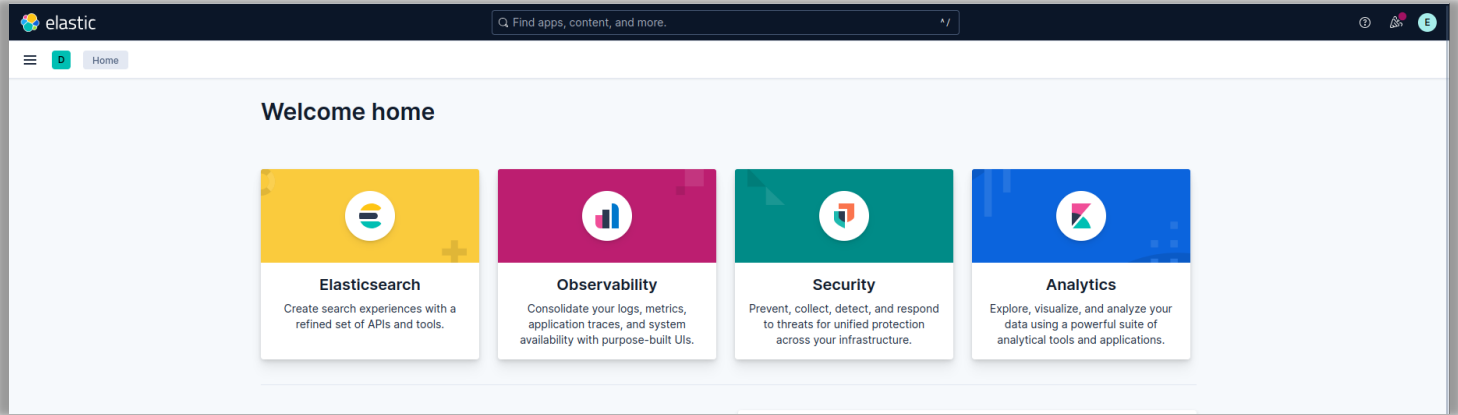 elastic
Find apps, content, and more.
^/
E
D
Home
Welcome home
Elasticsearch
Create search experiences with a
refined set of APIs and tools.
Observability
Consolidate your logs, metrics,
application traces, and system
availability with purpose-built UIs.
Security
Prevent, collect, detect, and respond
to threats for unified protection
across your infrastructure.
Analytics
Explore, visualize, and analyze your
data using a powerful suite of
analytical tools and applications.